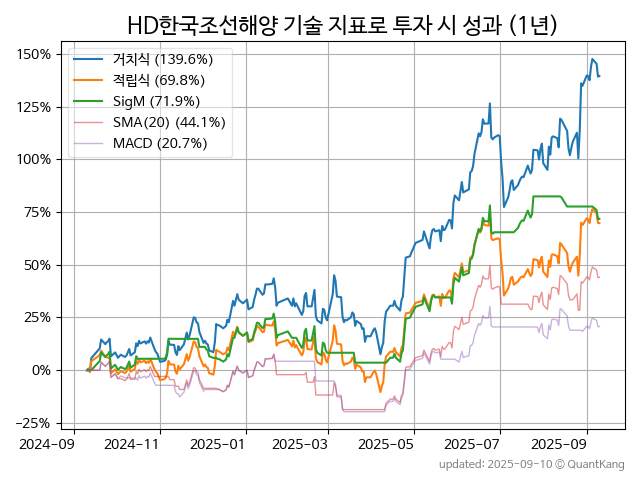 HD한국조선해양 기술 지표로 투자 시 성과 (1년)
150%
125%
100%
75%
50%
25%
0%
−25%
거치식 (139.6%)
적립식 (69.8%)
SigM (71.9%)
SMA(20) (44.1%)
MACD (20.7%)
2024-09 2024-11 2025-01 2025-03 2025-05 2025-07 2025-09
updated: 2025-09-10 © QuantKang